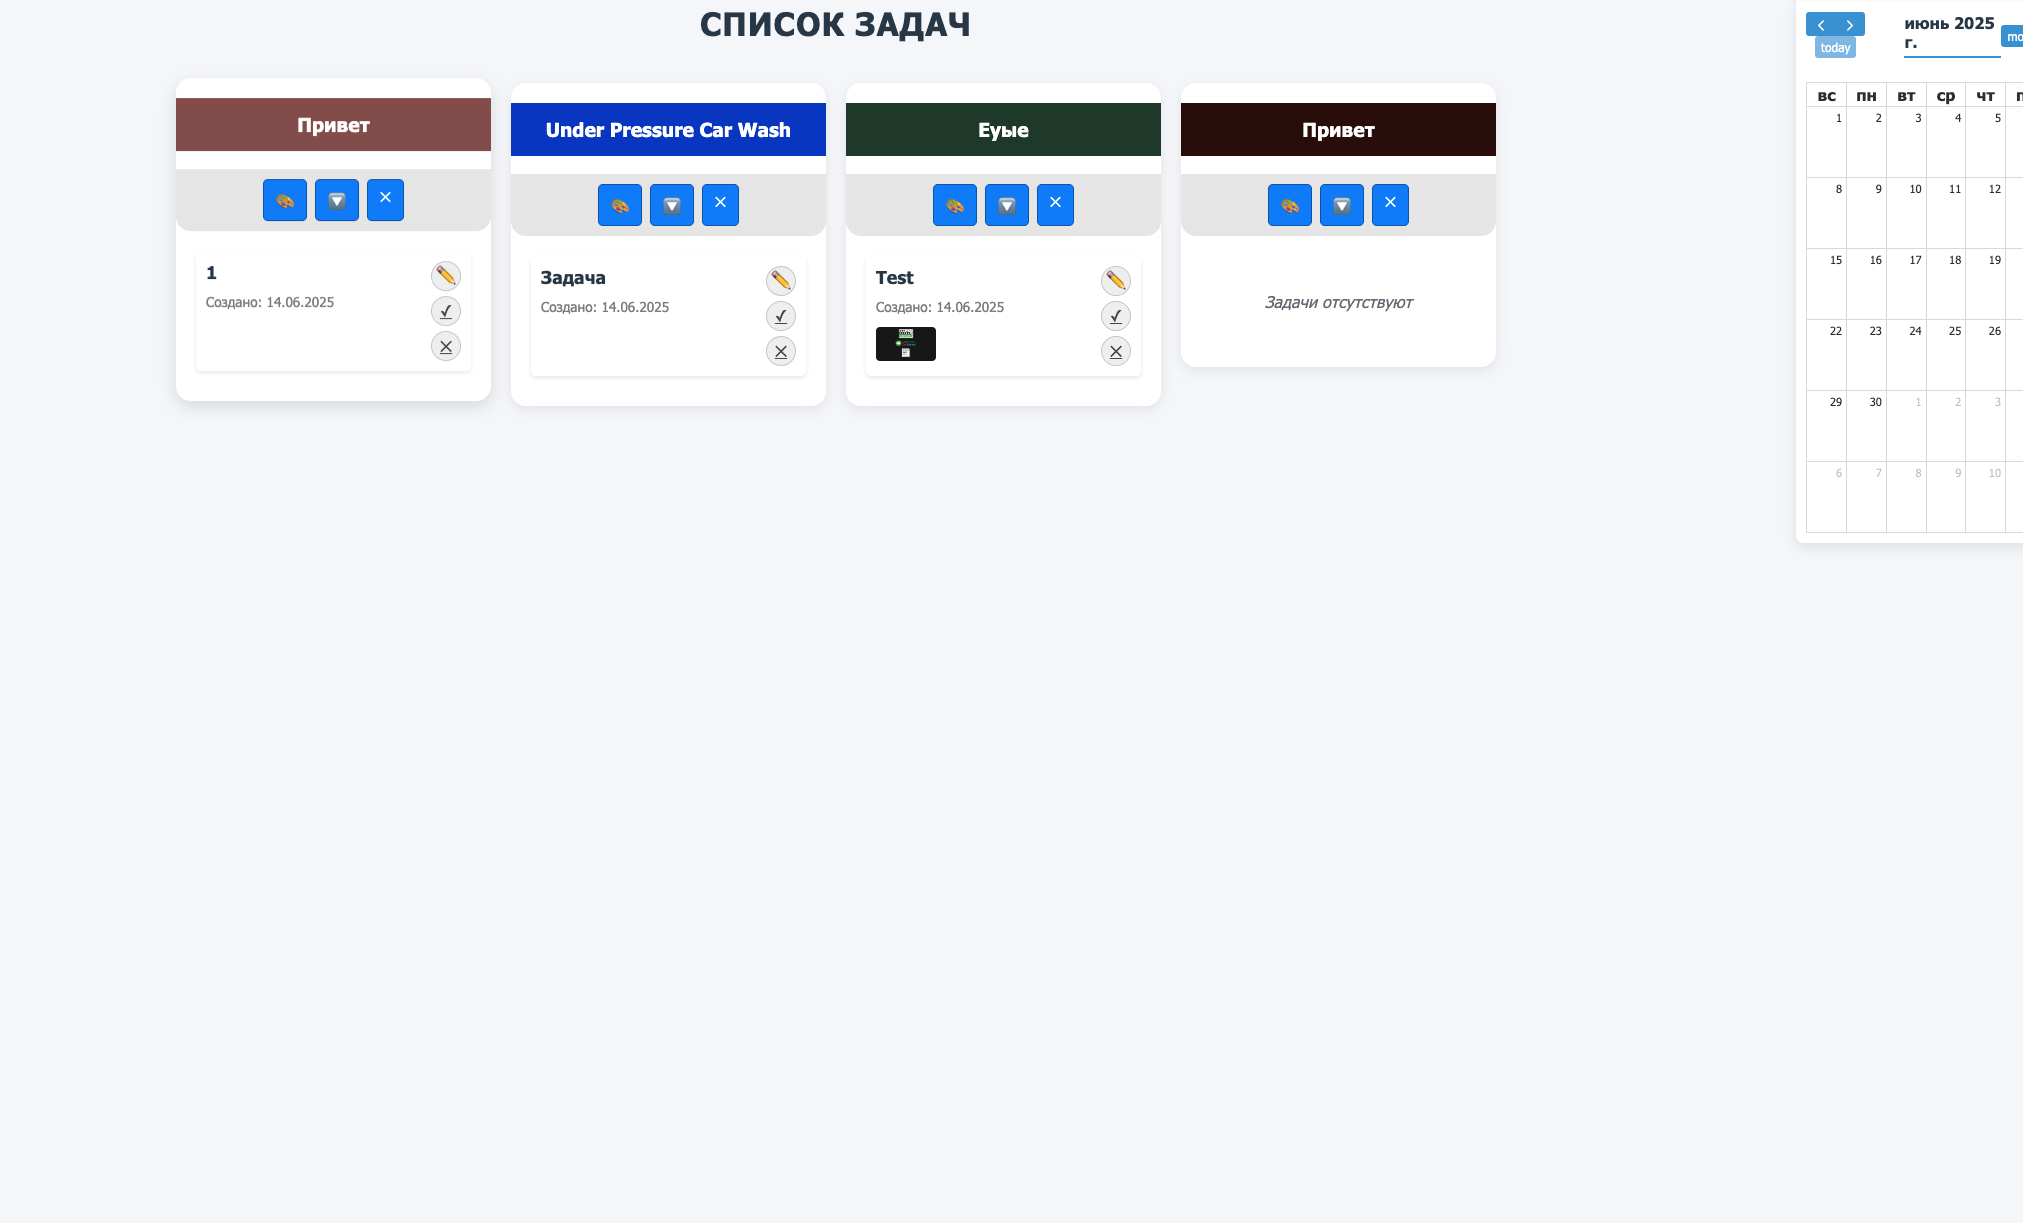 СПИСОК ЗАДАЧ
Привет
1
Создано: 14.06.2025
Under Pressure Car Wash
Задача
Создано: 14.06.2025
Еуые
Test
Создано: 14.06.2025
Привет
Задачи отсутствуют
июнь 2025
г.
today
mo
вс пн вт ср чт п
1 2 3 4 5
8 9 10 11 12
15 16 17 18 19
22 23 24 25 26
29 30 1 2 3
6 7 8 9 10